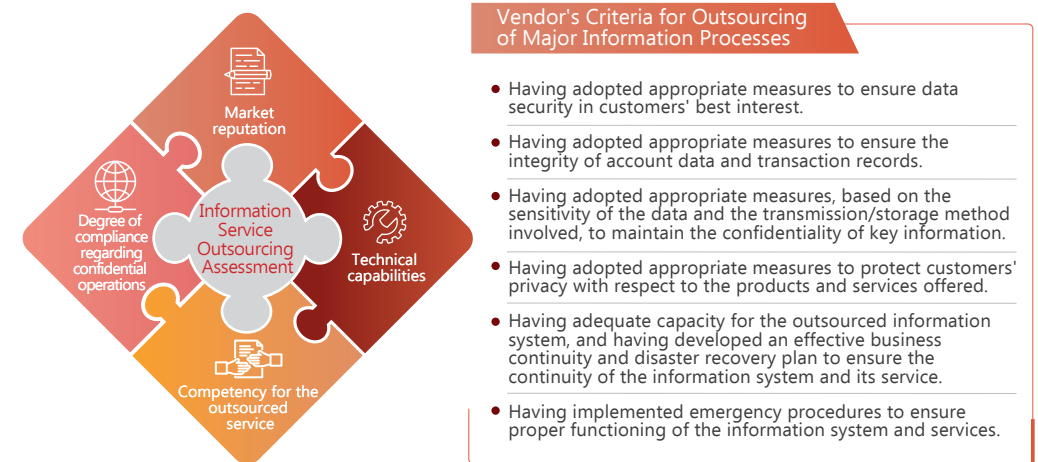 Market
reputation
Degree of
compliance
regarding
confidential
operations
Information
Service
Outsourcing
Assessment
Technical
capabilities
Competency for the
outsourced
service
Vendor's Criteria for Outsourcing
of Major Information Processes
• Having adopted appropriate measures to ensure data
security in customers' best interest.
• Having adopted appropriate measures to ensure the
integrity of account data and transaction records.
• Having adopted appropriate measures, based on the
sensitivity of the data and the transmission/storage method
involved, to maintain the confidentiality of key information.
• Having adopted appropriate measures to protect customers'
privacy with respect to the products and services offered.
• Having adequate capacity for the outsourced information
system, and having developed an effective business
continuity and disaster recovery plan to ensure the
continuity of the information system and its service.
• Having implemented emergency procedures to ensure
proper functioning of the information system and services.